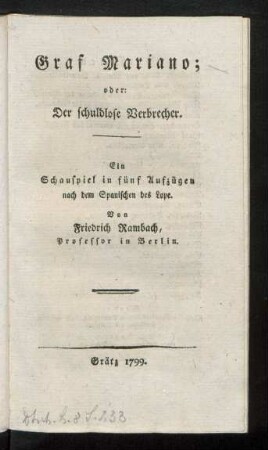 Graf Mariano;
oder:
Der schuldlose Verbrecher.
Ein
Schauspiel in fünf Aufzügen
nach dem Spanischen des Lope.
Von
Friedrich Rambach,
Professor in Berlin.
Grätz 1799.